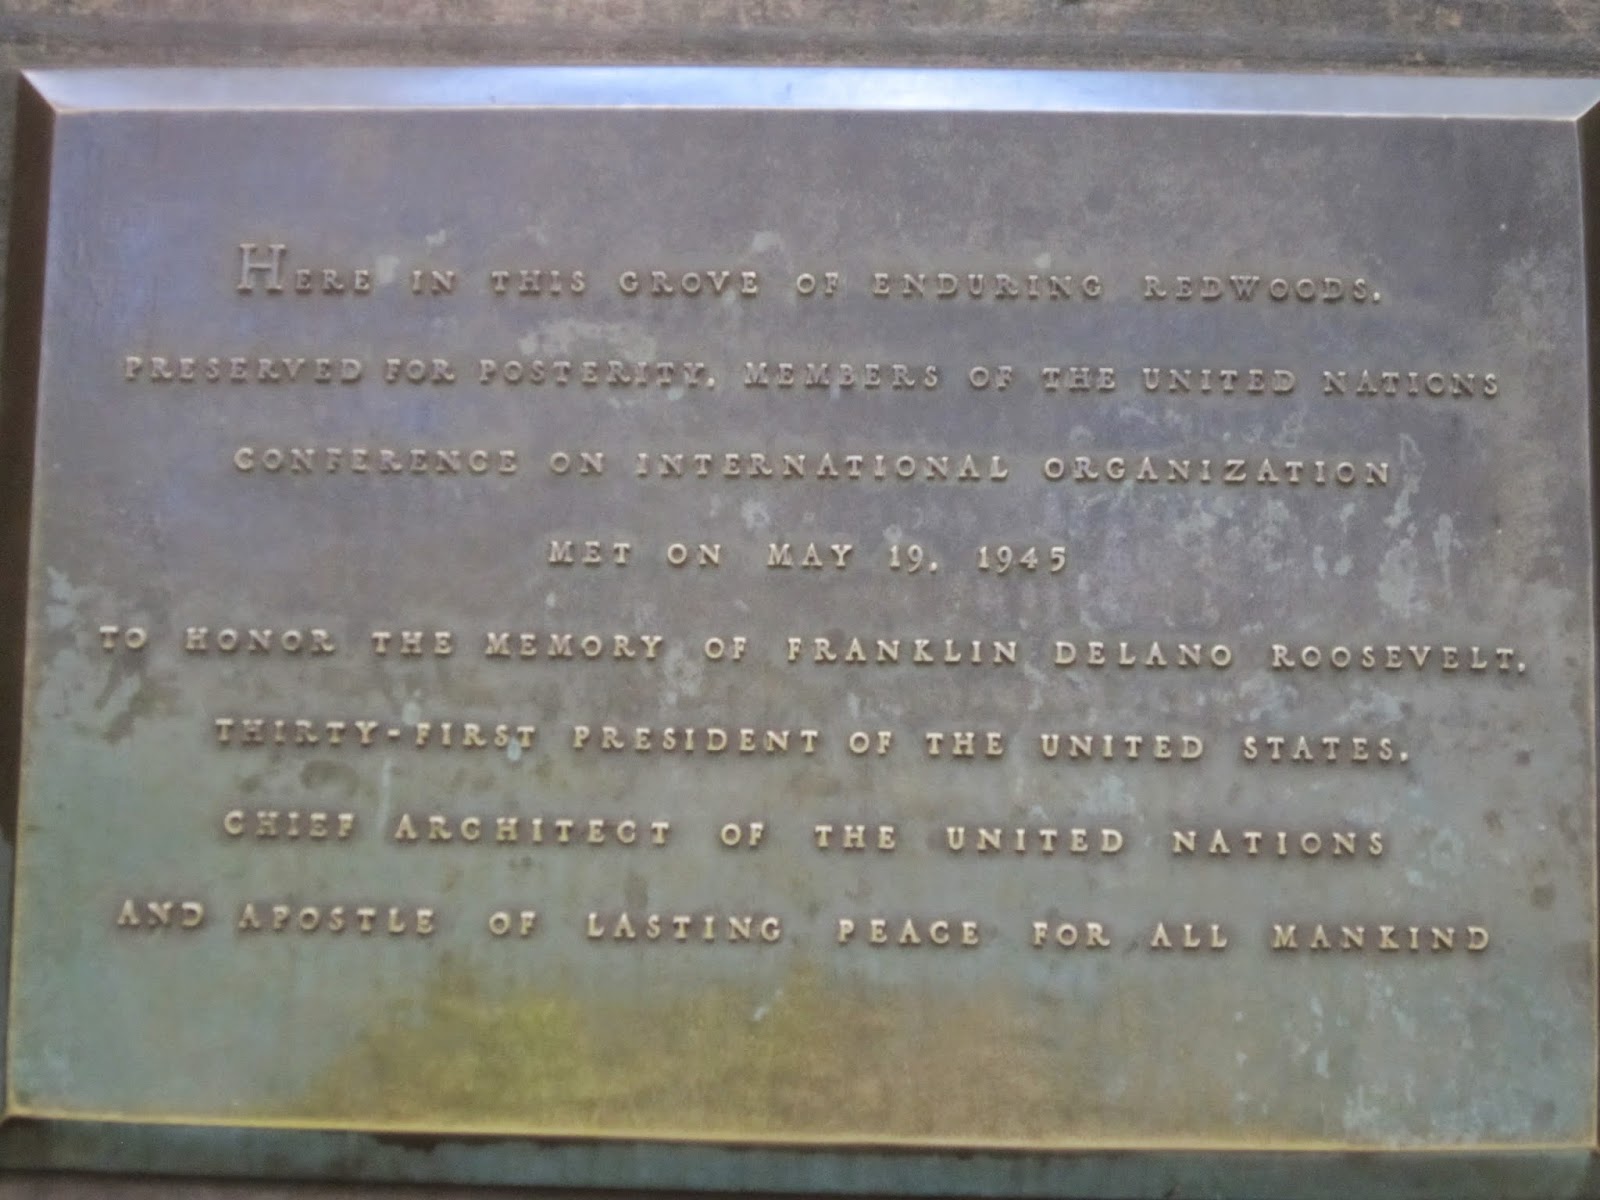 HERE IN THIS GROVE OF ENDURING REDWOODS,
PRESERVED FOR POSTERITY, MEMBERS OF THE UNITED NATIONS
CONFERENCE ON INTERNATIONAL ORGANIZATION
MET ON MAY 19, 1945
TO HONOR THE MEMORY OF FRANKLIN DELANO ROOSEVELT,
THIRTY-FIRST PRESIDENT OF THE UNITED STATES,
CHIEF ARCHITECT OF THE UNITED NATIONS
AND APOSTLE OF LASTING PEACE FOR ALL MANKIND